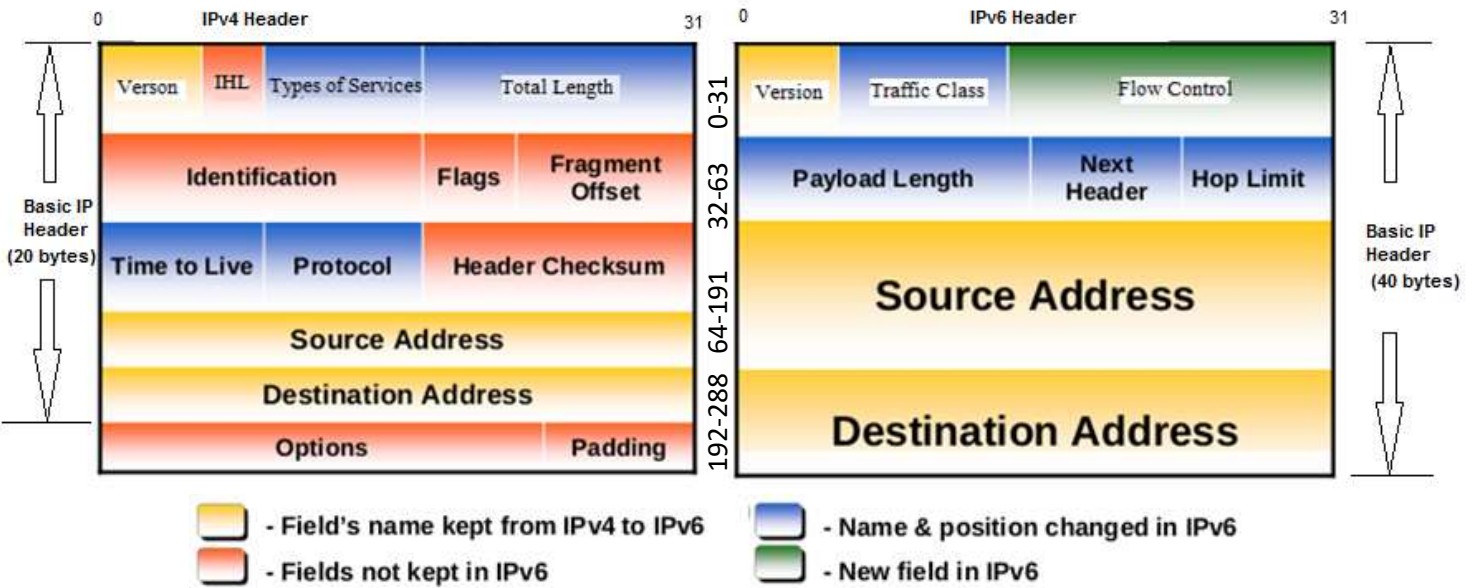 0 IPv4 Header 31
Verson IHL Types of Services Total Length
Identification Flags Fragment
Offset
Time to Live Protocol Header Checksum
Source Address
Destination Address
Options Padding
Basic IP
Header
(20 bytes)
0-31
32-63
64-191
192-288
0 IPv6 Header 31
Version Traffic Class Flow Control
Payload Length Next
Header Hop Limit
Source Address
Destination Address
Basic IP
Header
(40 bytes)
- Field's name kept from IPv4 to IPv6
- Fields not kept in IPv6
- Name & position changed in IPv6
- New field in IPv6